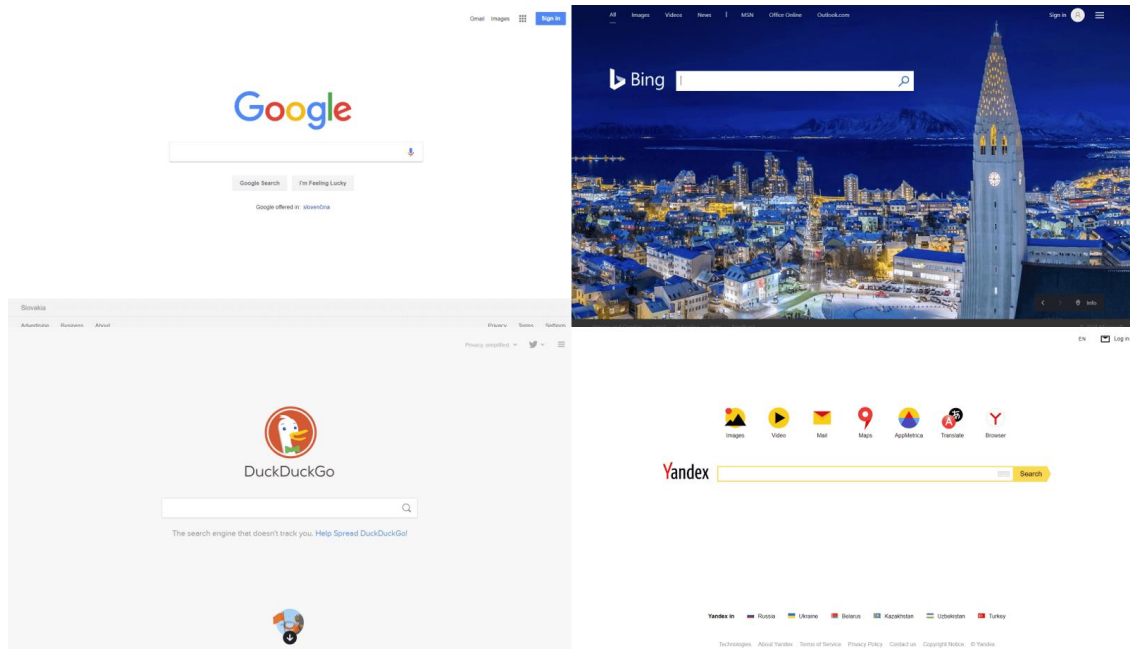 Gmail Images Sign in
Google
Google Search I'm Feeling Lucky
Google offered in: slovenčina
Slovakia
Advertising Business About Privacy Terms Settings
All Images Videos News | MSN Office Online Outlook.com Sign in
Bing
Info
Privacy, simplified
DuckDuckGo
The search engine that doesn't track you. Help Spread DuckDuckGo!
EN Log in
Images Video Mail Maps AppMetrica Translate Browser
Yandex Search
Yandex in Russia Ukraine Belarus Kazakhstan Uzbekistan Turkey
Technologies About Yandex Terms of Service Privacy Policy Contact us Copyright Notice © Yandex